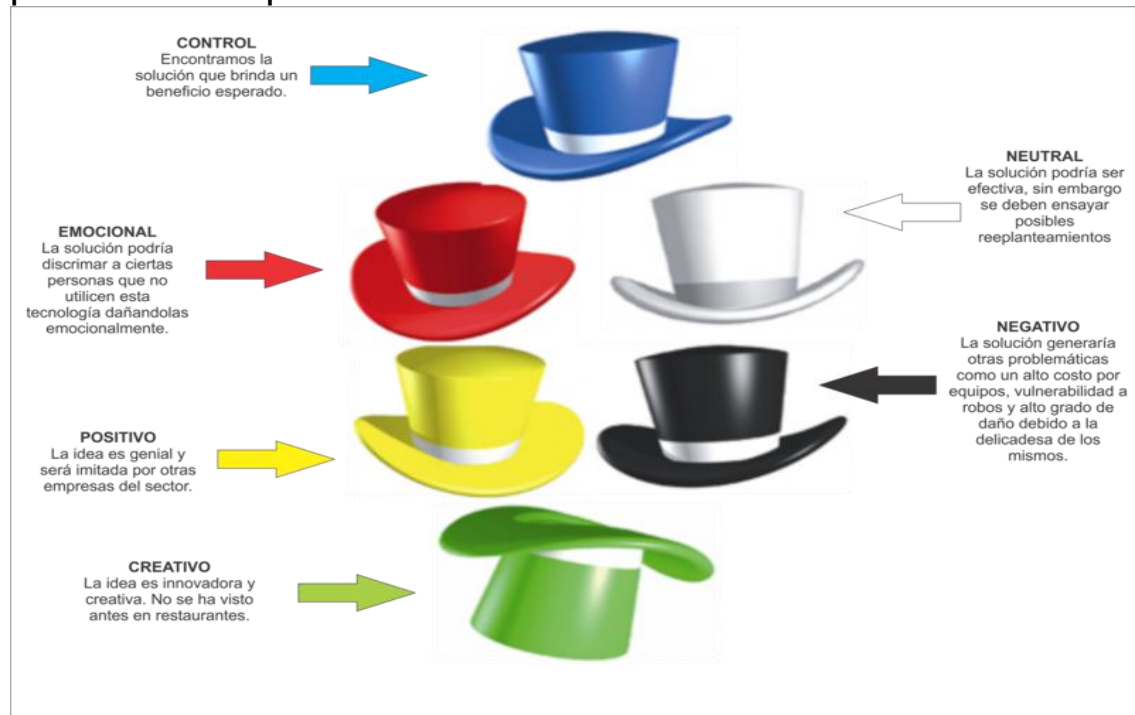 CONTROL
Encontramos la
solución que brinda un
beneficio esperado.
NEUTRAL
La solución podría ser
efectiva, sin embargo
se deben ensayar
posibles
reeplanteamientos
EMOCIONAL
La solución podría
discrimar a ciertas
personas que no
utilicen esta
tecnología dañandolas
emocionalmente.
NEGATIVO
La solución generaría
otras problemáticas
como un alto costo por
equipos, vulnerabilidad a
robos y alto grado de
daño debido a la
delicadesa de los
mismos.
POSITIVO
La idea es genial y
será imitada por otras
empresas del sector.
CREATIVO
La idea es innovadora y
creativa. No se ha visto
antes en restaurantes.